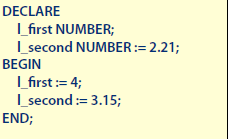 DECLARE
l_first NUMBER;
l_second NUMBER := 2.21;
BEGIN
l_first := 4;
l_second := 3.15;
END;